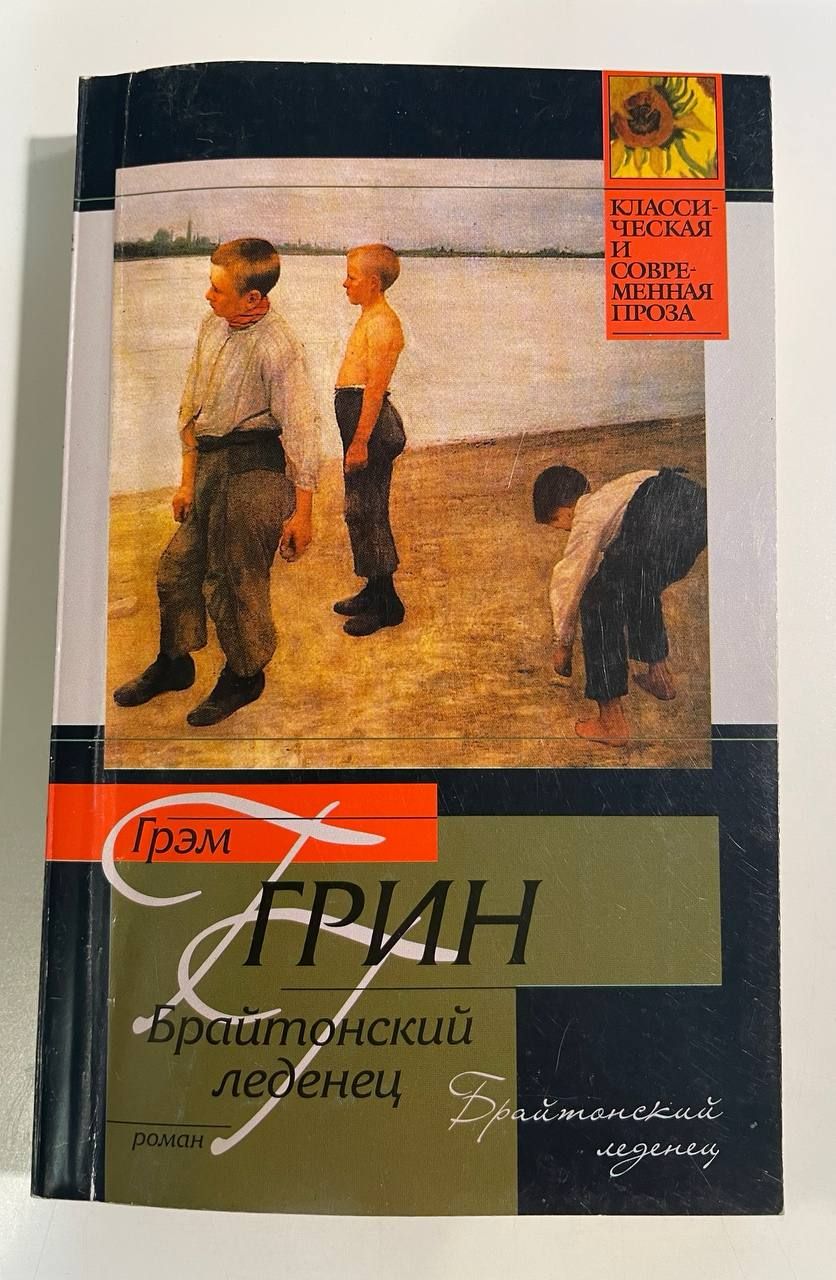 КЛАССИ-
ЧЕСКАЯ
И
СОВРЕ-
МЕННАЯ
ПРОЗА
Грэм
ГРИН
Брайтонский
леденец
роман
Брайтонский
леденец